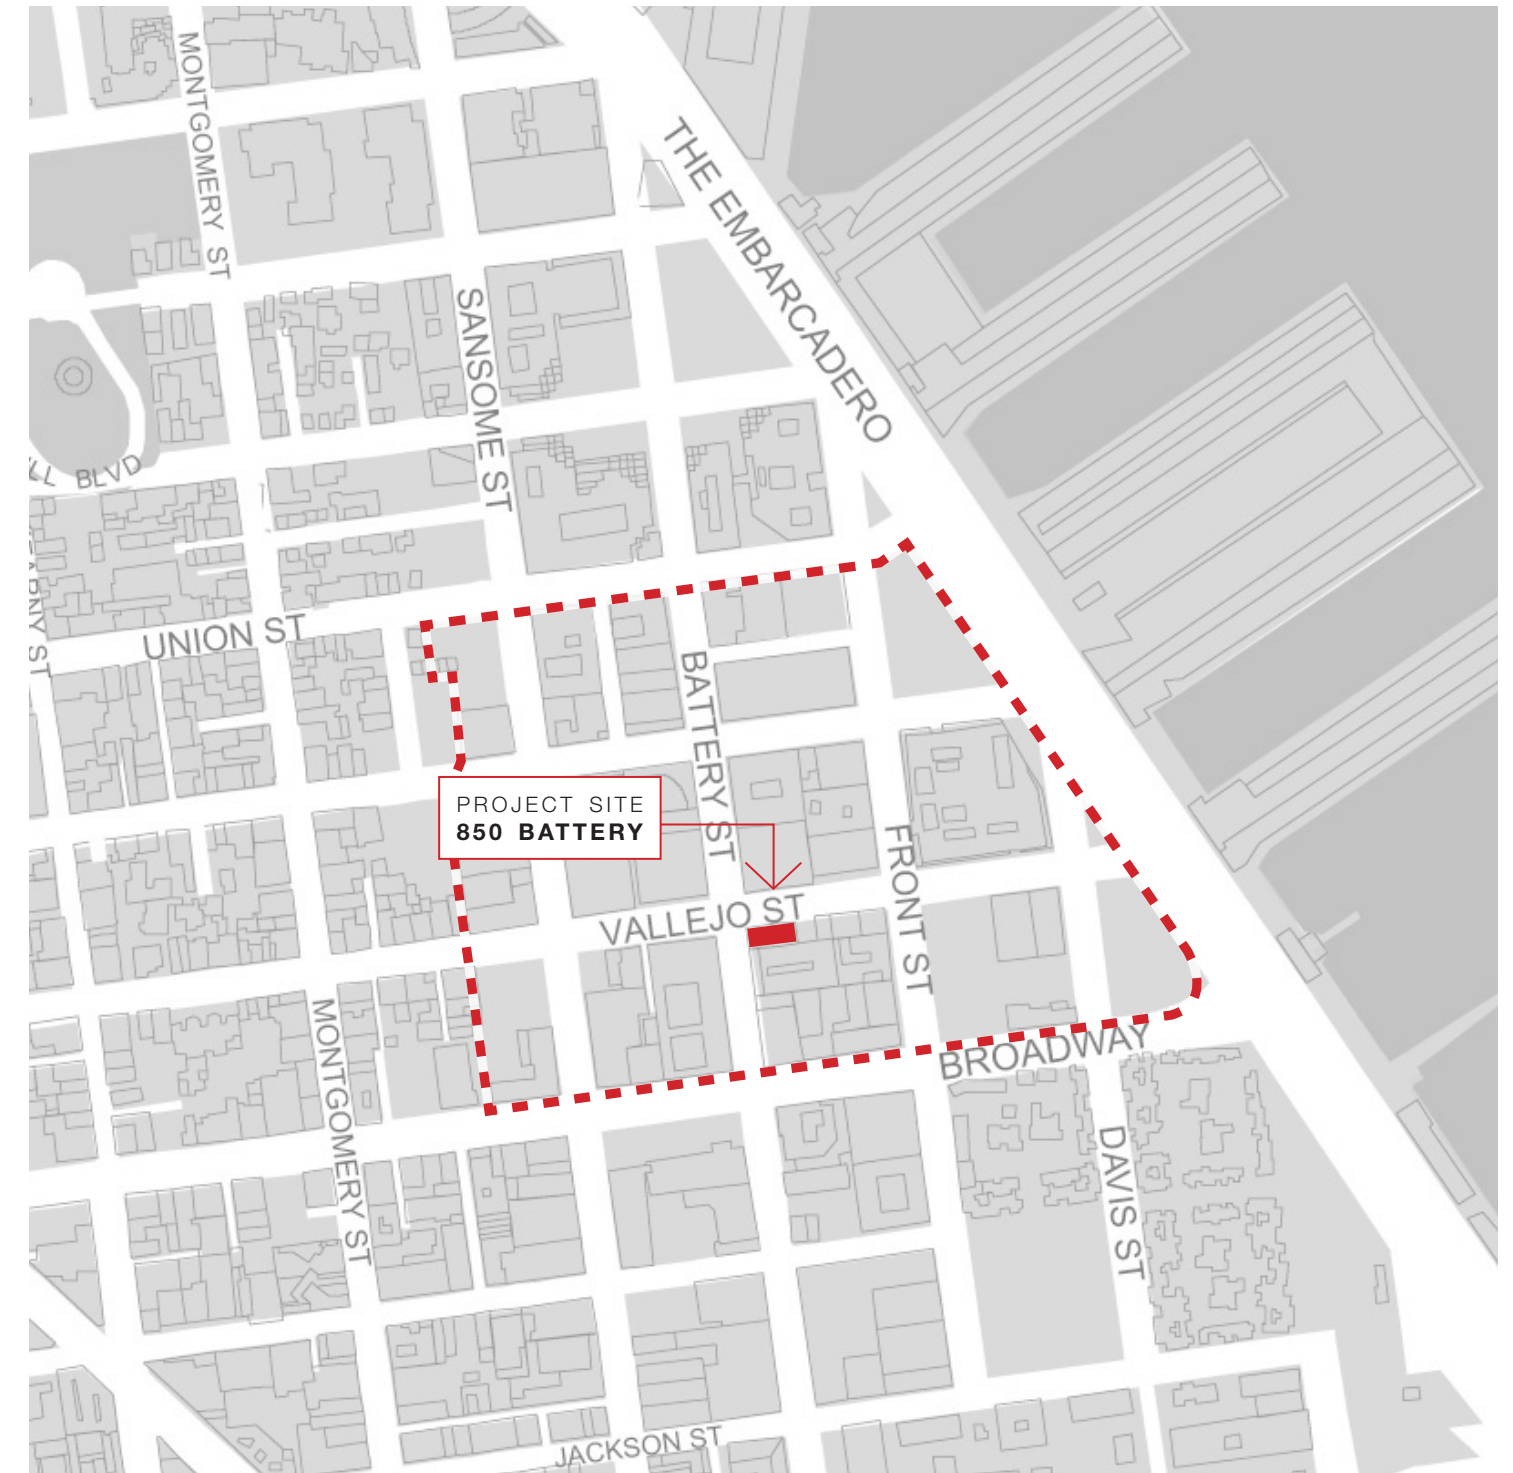 MONTGOMERY ST
THE EMBARCADERO
SANSOME ST
BLVD
UNION ST
BATTERY ST
PROJECT SITE
850 BATTERY
FRONT ST
VALLEJO ST
MONTGOMERY ST
BROADWAY
DAVIS ST
JACKSON ST